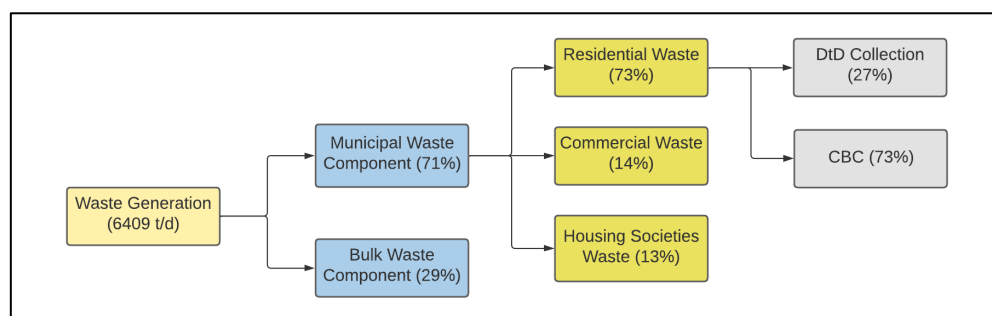 Waste Generation
(6409 t/d)
Municipal Waste
Component (71%)
Bulk Waste
Component (29%)
Residential Waste
(73%)
Commercial Waste
(14%)
Housing Societies
Waste (13%)
DtD Collection
(27%)
CBC (73%)